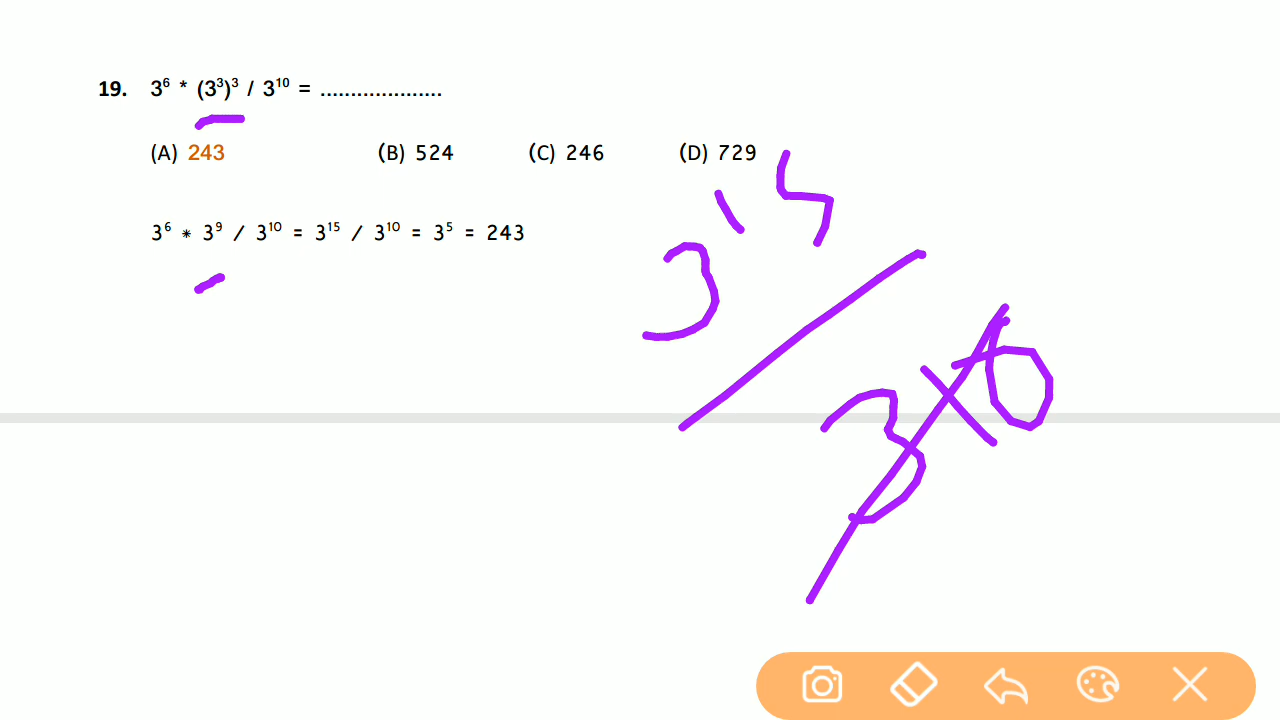 19. 3⁶ * (3³)³ / 3¹⁰ = ....................
(A) 243 (B) 524 (C) 246 (D) 729
3⁶ * 3⁹ / 3¹⁰ = 3¹⁵ / 3¹⁰ = 3⁵ = 243
3¹⁵ /
3¹⁰